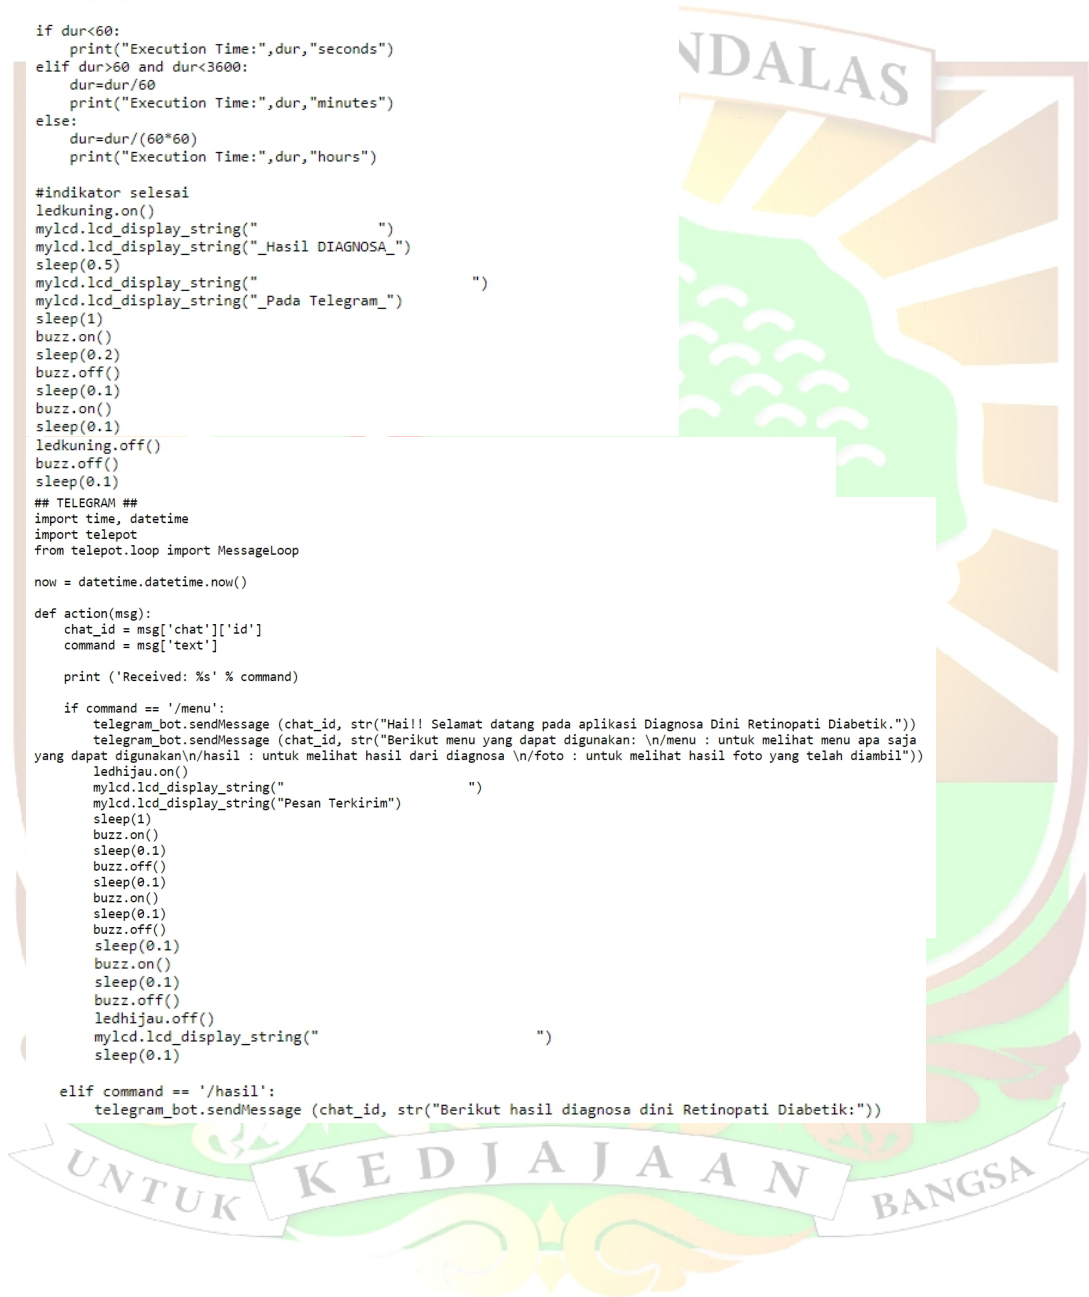 NDALAS
if dur<60:
    print("Execution Time:",dur,"seconds")
elif dur>60 and dur<3600:
    dur=dur/60
    print("Execution Time:",dur,"minutes")
else:
    dur=dur/(60*60)
    print("Execution Time:",dur,"hours")

#indikator selesai
ledkuning.on()
mylcd.lcd_display_string("              ")
mylcd.lcd_display_string("_Hasil DIAGNOSA_")
sleep(0.5)
mylcd.lcd_display_string("                         ")
mylcd.lcd_display_string("_Pada Telegram_")
sleep(1)
buzz.on()
sleep(0.2)
buzz.off()
sleep(0.1)
buzz.on()
sleep(0.1)
ledkuning.off()
buzz.off()
sleep(0.1)
## TELEGRAM ##
import time, datetime
import telepot
from telepot.loop import MessageLoop

now = datetime.datetime.now()

def action(msg):
    chat_id = msg['chat']['id']
    command = msg['text']

    print ('Received: %s' % command)

    if command == '/menu':
        telegram_bot.sendMessage (chat_id, str("Hai!! Selamat datang pada aplikasi Diagnosa Dini Retinopati Diabetik."))
        telegram_bot.sendMessage (chat_id, str("Berikut menu yang dapat digunakan: \n/menu : untuk melihat menu apa saja
yang dapat digunakan\n/hasil : untuk melihat hasil dari diagnosa \n/foto : untuk melihat hasil foto yang telah diambil"))
        ledhijau.on()
        mylcd.lcd_display_string("                         ")
        mylcd.lcd_display_string("Pesan Terkirim")
        sleep(1)
        buzz.on()
        sleep(0.1)
        buzz.off()
        sleep(0.1)
        buzz.on()
        sleep(0.1)
        buzz.off()
        sleep(0.1)
        buzz.on()
        sleep(0.1)
        buzz.off()
        ledhijau.off()
        mylcd.lcd_display_string("                         ")
        sleep(0.1)

    elif command == '/hasil':
        telegram_bot.sendMessage (chat_id, str("Berikut hasil diagnosa dini Retinopati Diabetik:"))
UNTUK KEDJAJAAN BANGSA